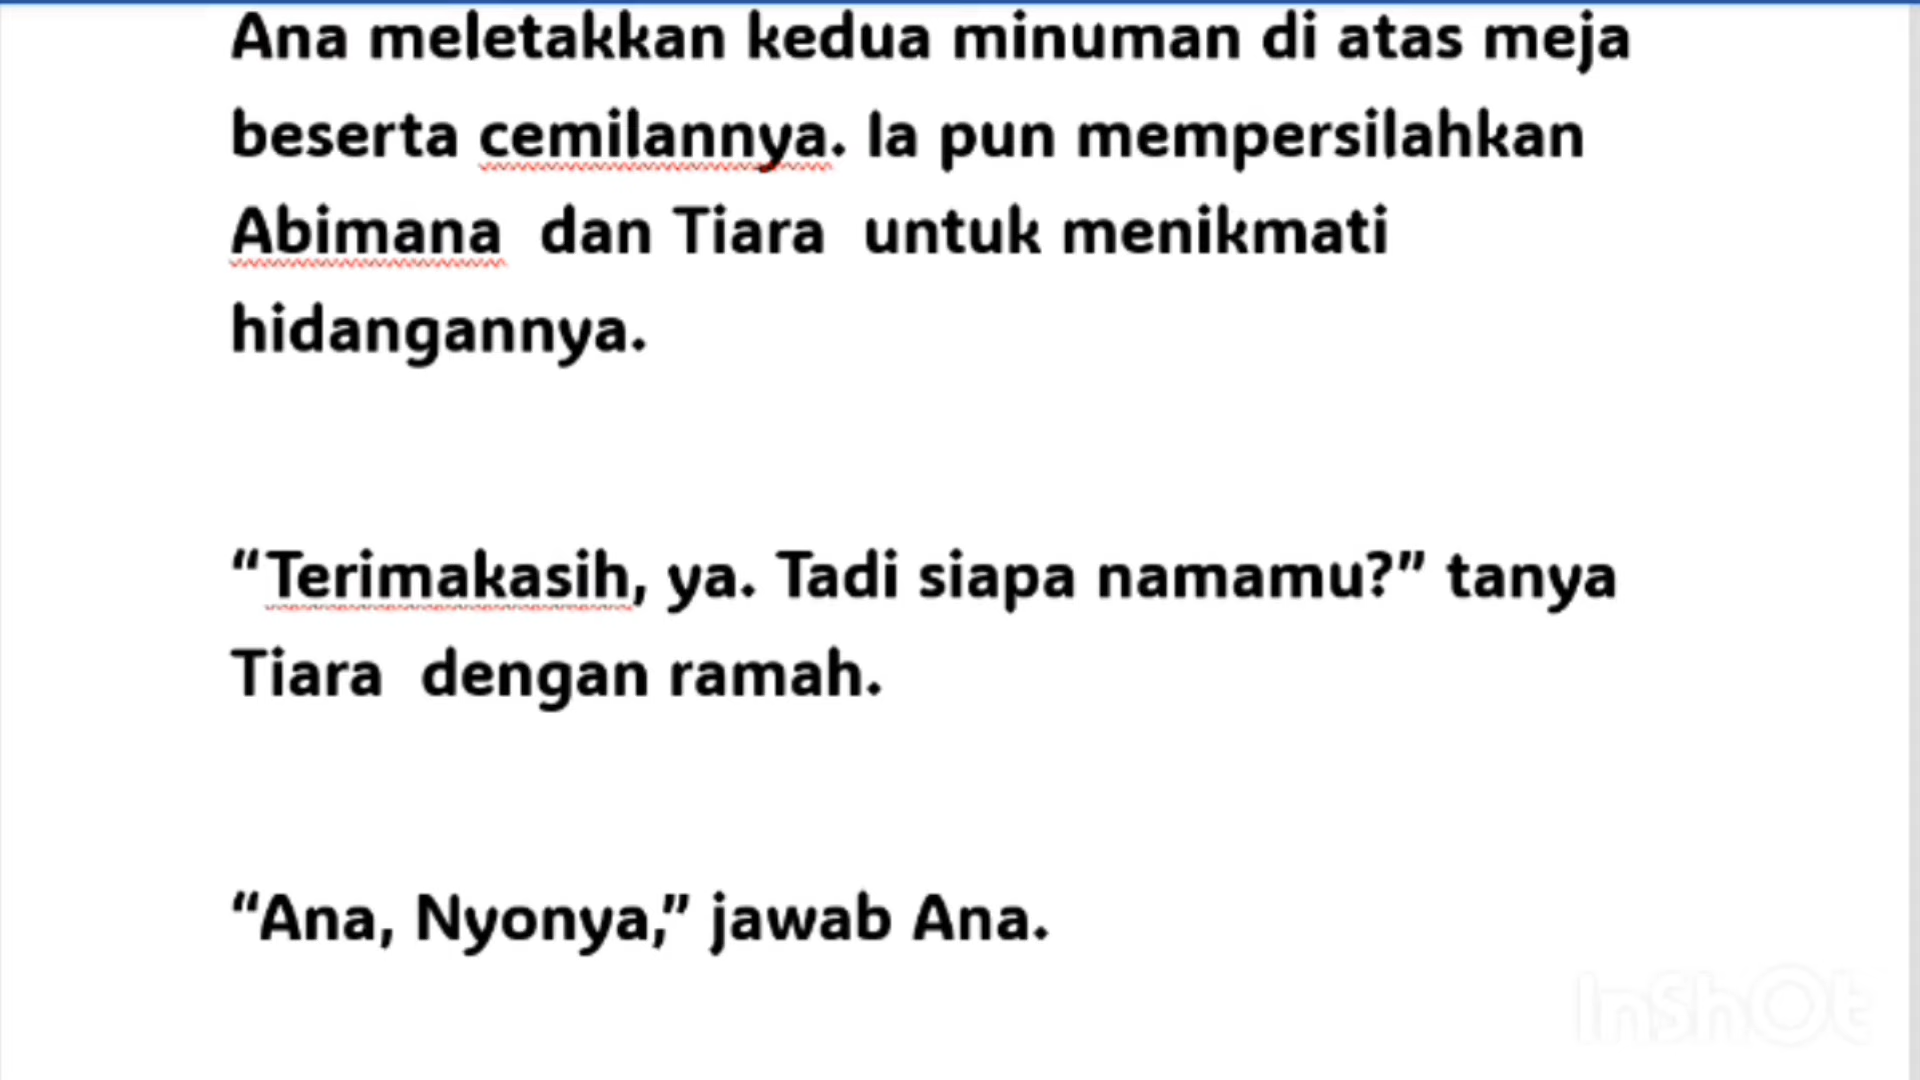 Ana meletakkan kedua minuman di atas meja
beserta cemilannya. Ia pun mempersilahkan
Abimana  dan Tiara  untuk menikmati
hidangannya.
“Terimakasih, ya. Tadi siapa namamu?” tanya
Tiara  dengan ramah.
“Ana, Nyonya,” jawab Ana.
InShOt